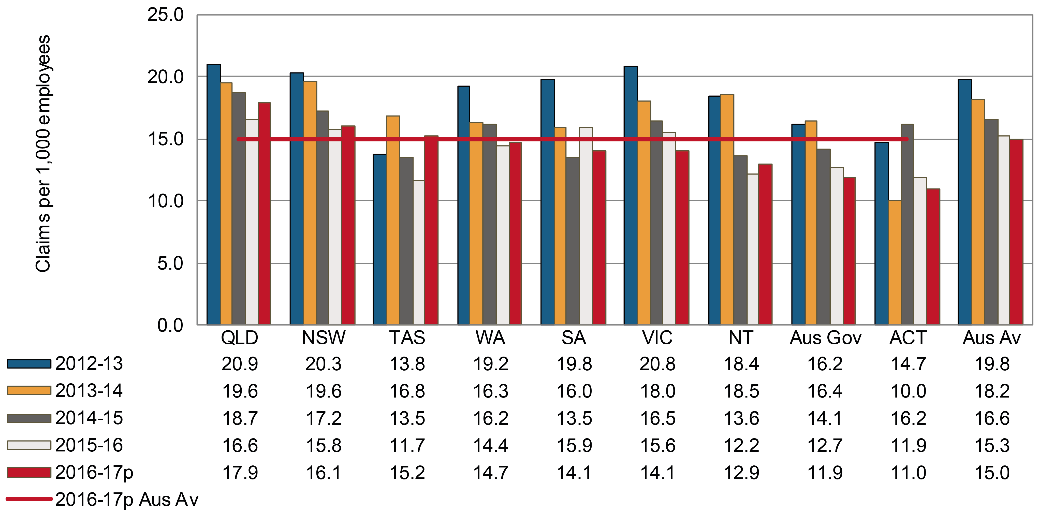 25.0
20.0
15.0
10.0
5.0
0.0
Claims per 1,000 employees
QLD NSW TAS WA SA VIC NT Aus Gov ACT Aus Av
2012-13 20.9 20.3 13.8 19.2 19.8 20.8 18.4 16.2 14.7 19.8
2013-14 19.6 19.6 16.8 16.3 16.0 18.0 18.5 16.4 10.0 18.2
2014-15 18.7 17.2 13.5 16.2 13.5 16.5 13.6 14.1 16.2 16.6
2015-16 16.6 15.8 11.7 14.4 15.9 15.6 12.2 12.7 11.9 15.3
2016-17p 17.9 16.1 15.2 14.7 14.1 14.1 12.9 11.9 11.0 15.0
2016-17p Aus Av